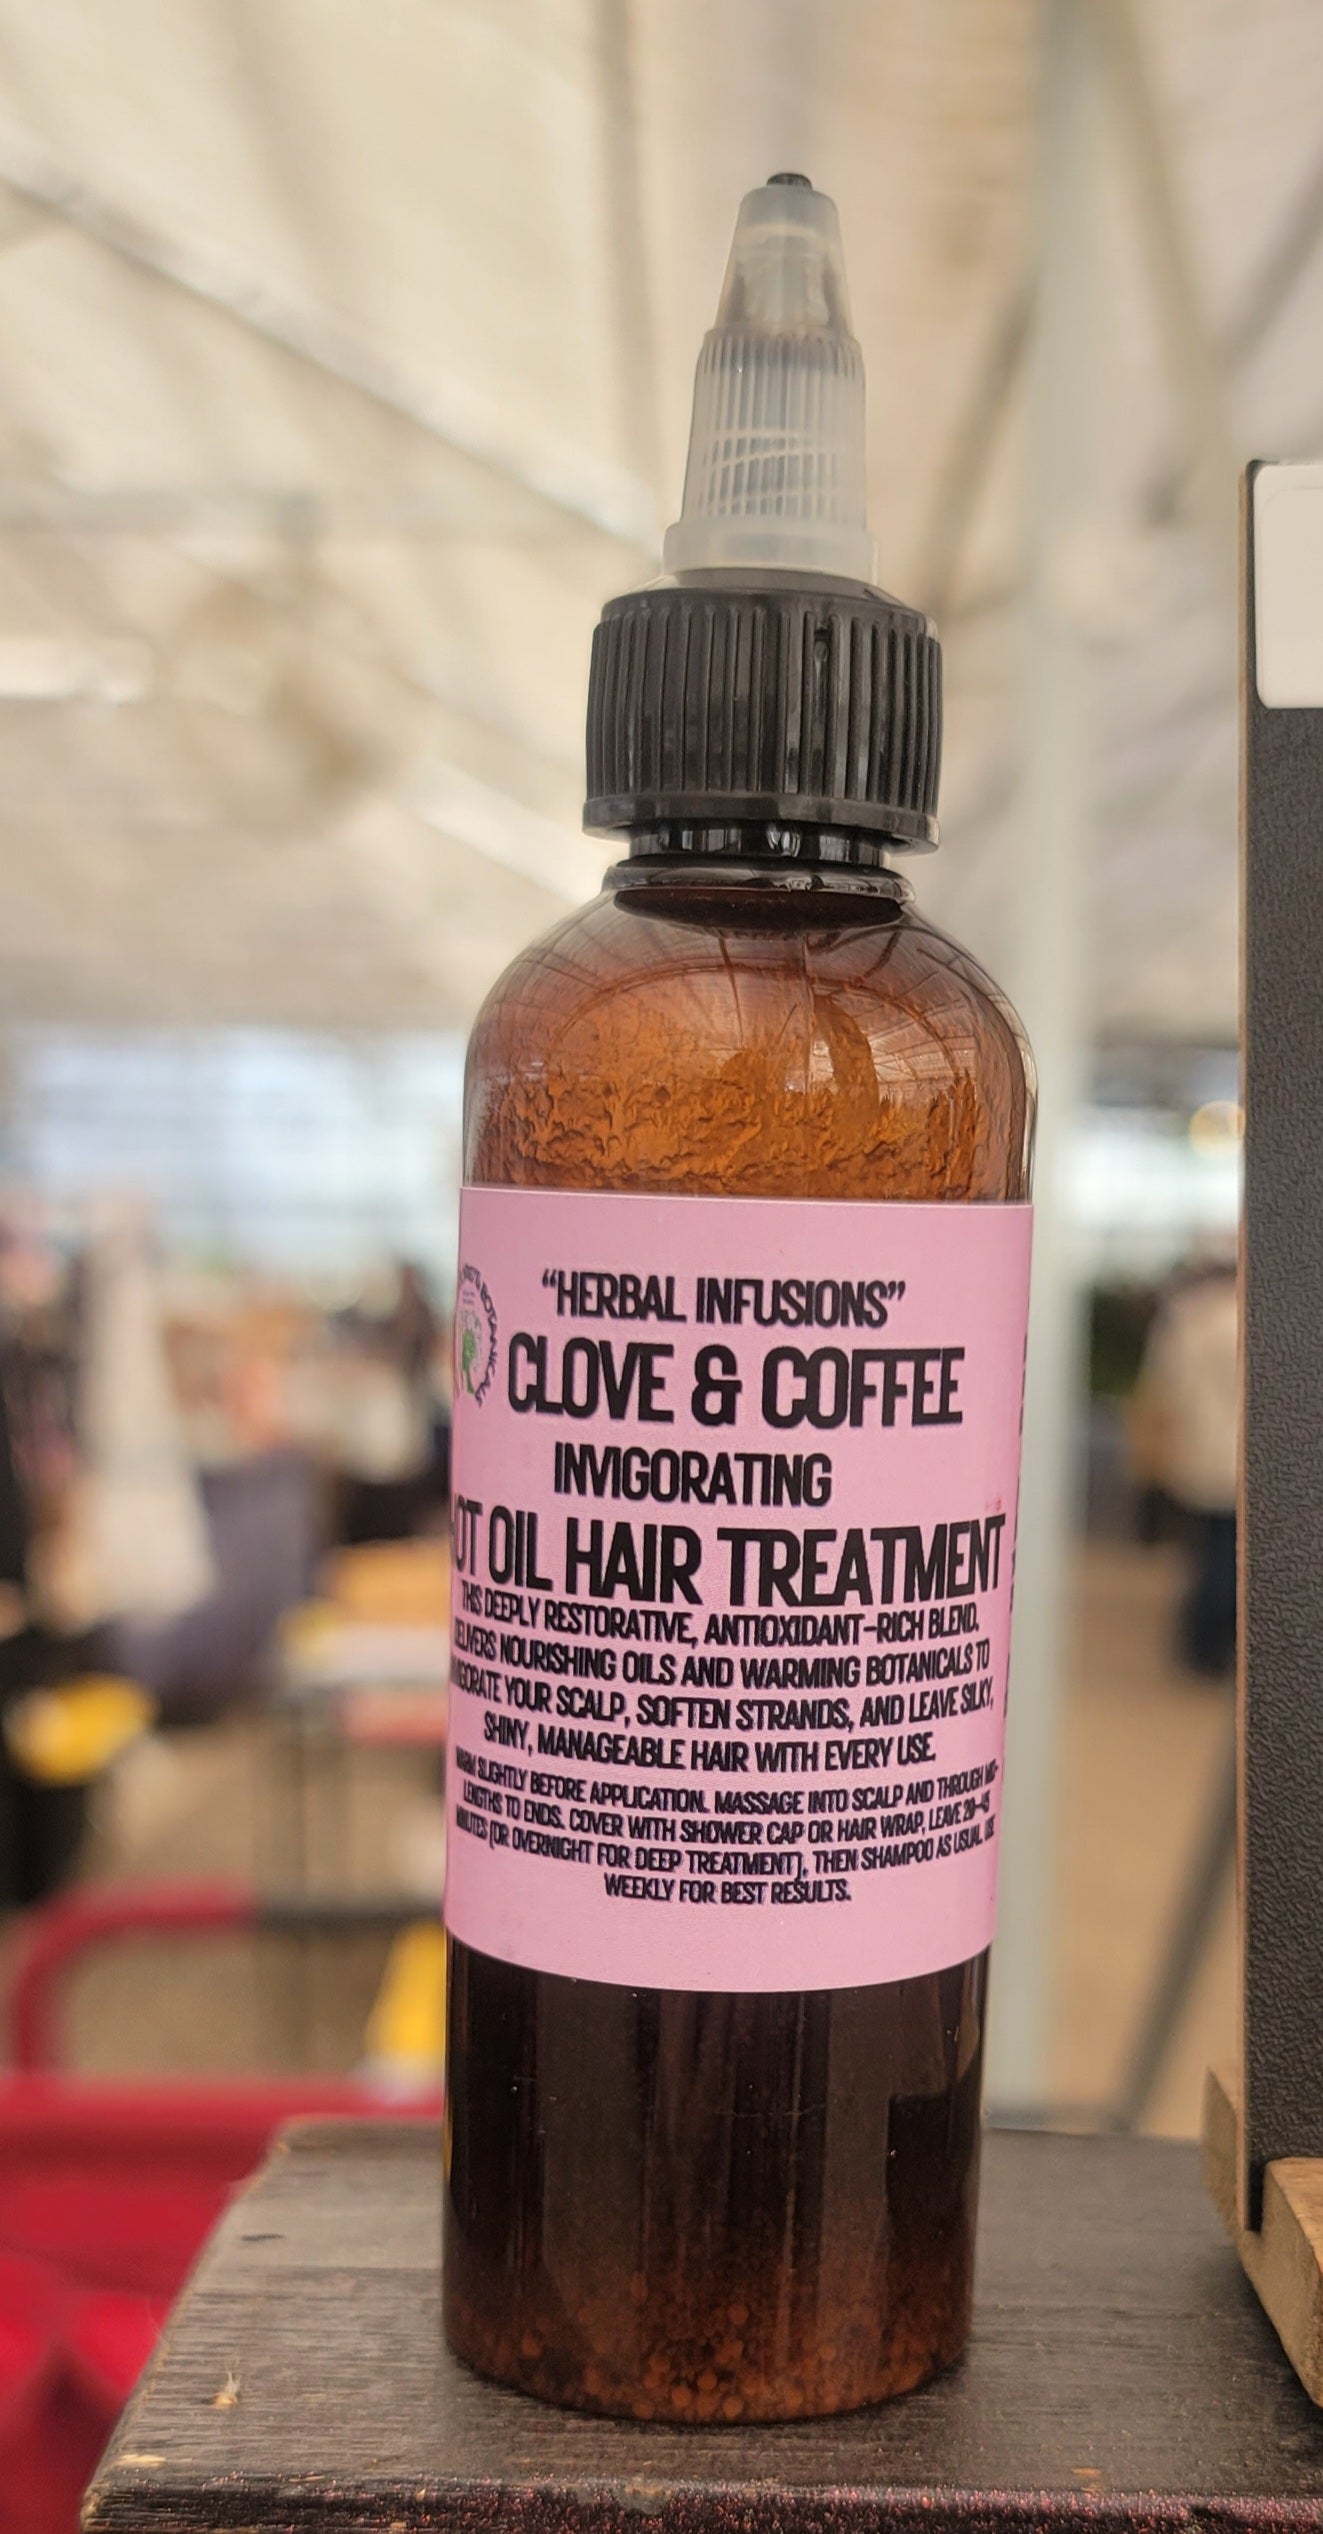 “HERBAL INFUSIONS”
BOTANICALS
CLOVE & COFFEE
INVIGORATING
OIL HAIR TREATMENT
THIS DEEPLY RESTORATIVE, ANTIOXIDANT-RICH BLEND,
NOURISHING OILS AND WARMING BOTANICALS TO
YOUR SCALP, SOFTEN STRANDS, AND LEAVE SILKY,
SHINY, MANAGEABLE HAIR WITH EVERY USE.
SLIGHTLY BEFORE APPLICATION. MASSAGE INTO SCALP AND THROUGH MID-
LENGTHS TO ENDS. COVER WITH SHOWER CAP OR HAIR WRAP, LEAVE 20-45
MINUTES (OR OVERNIGHT FOR DEEP TREATMENT), THEN SHAMPOO AS USUAL. USE
WEEKLY FOR BEST RESULTS.